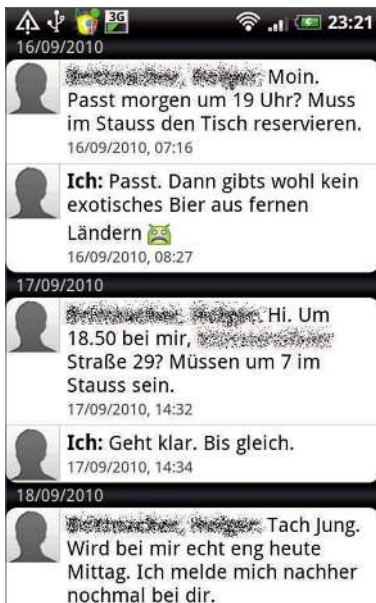 3G 23:21
16/09/2010
Moin.
Passt morgen um 19 Uhr? Muss
im Stauss den Tisch reservieren.
16/09/2010, 07:16
Ich: Passt. Dann gibts wohl kein
exotisches Bier aus fernen
Ländern
16/09/2010, 08:27
17/09/2010
Hi. Um
18.50 bei mir,
Straße 29? Müssen um 7 im
Stauss sein.
17/09/2010, 14:32
Ich: Geht klar. Bis gleich.
17/09/2010, 14:34
18/09/2010
Tach Jung.
Wird bei mir echt eng heute
Mittag. Ich melde mich nachher
nochmal bei dir.